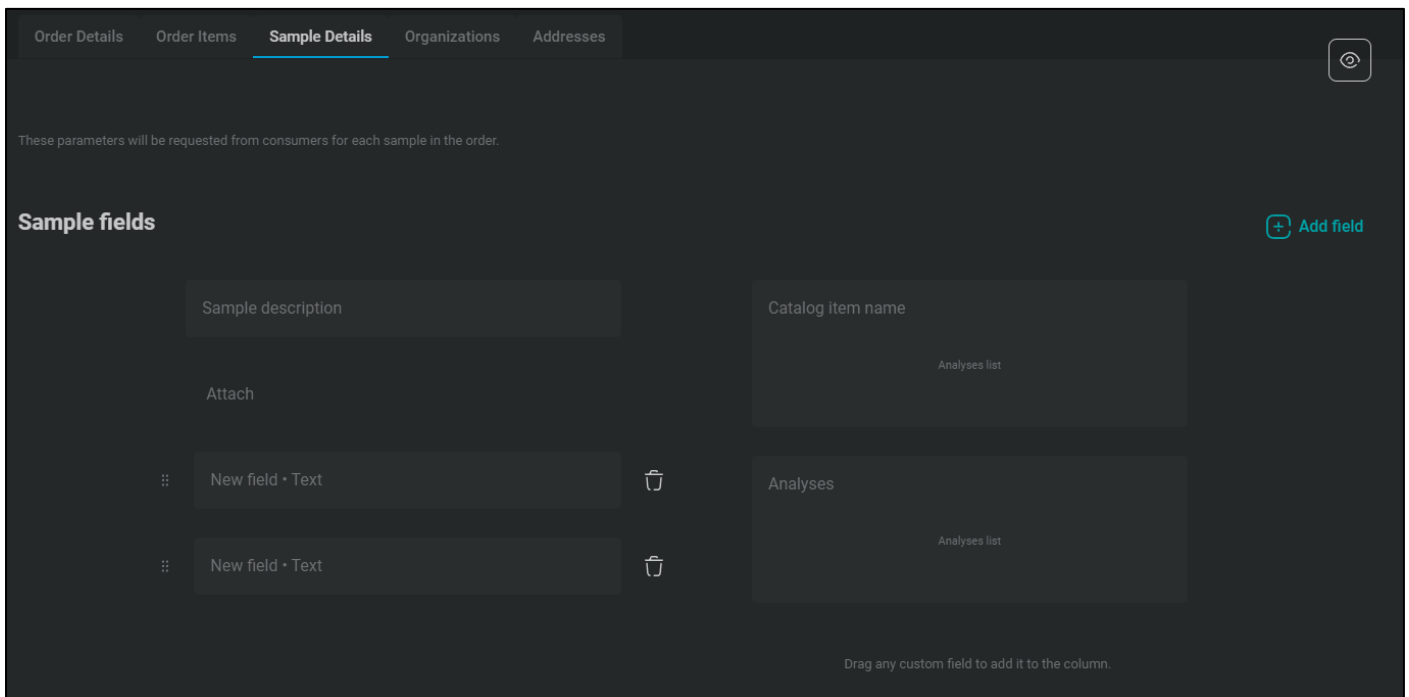 Order Details Order Items Sample Details Organizations Addresses
These parameters will be requested from consumers for each sample in the order.
Sample fields
Add field
Sample description
Attach
New field • Text
New field • Text
Catalog item name
Analyses list
Analyses
Analyses list
Drag any custom field to add it to the column.